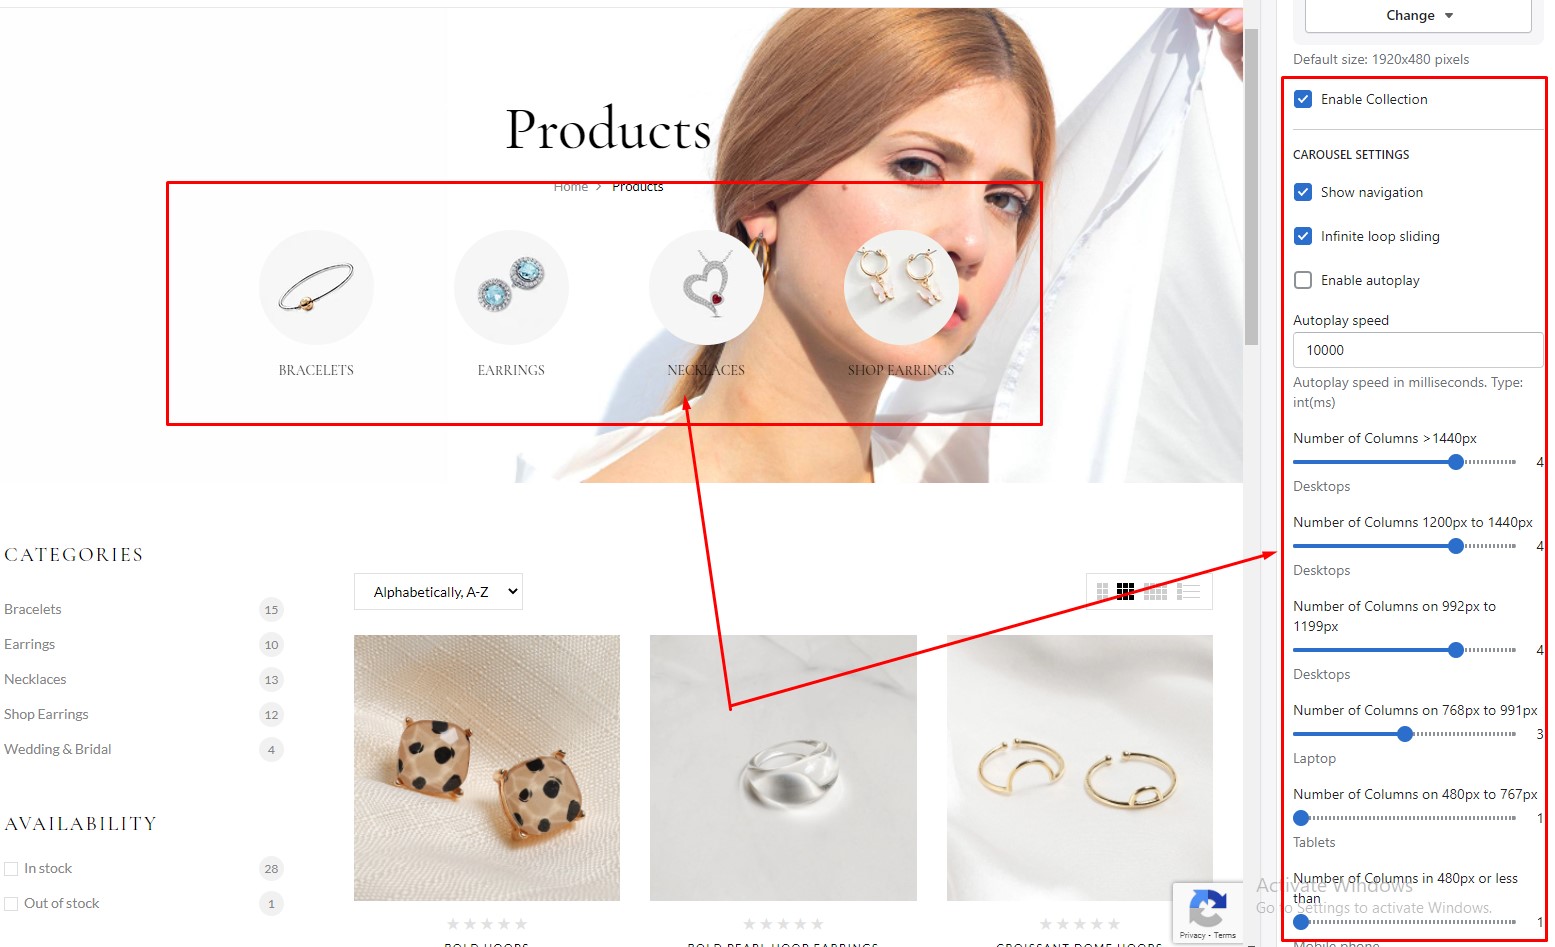 Change
Default size: 1920x480 pixels
Enable Collection
CAROUSEL SETTINGS
Show navigation
Infinite loop sliding
Enable autoplay
Autoplay speed
10000
Autoplay speed in milliseconds. Type:
int(ms)
Number of Columns >1440px
4
Desktops
Number of Columns 1200px to 1440px
4
Desktops
Number of Columns on 992px to
1199px
4
Desktops
Number of Columns on 768px to 991px
3
Laptop
Number of Columns on 480px to 767px
1
Tablets
Number of Columns in 480px or less
than
1
Mobile phone
Activate Windows
Go to Settings to activate Windows.
Products
Home > Products
BRACELETS
EARRINGS
NECKLACES
SHOP EARRINGS
CATEGORIES
Bracelets 15
Earrings 10
Necklaces 13
Shop Earrings 12
Wedding & Bridal 4
AVAILABILITY
In stock 28
Out of stock 1
Alphabetically, A-Z
BOLD HOOPS
BOLD PEARL HOOP EARRINGS
CROISSANT DOME HOOPS
Privacy - Terms